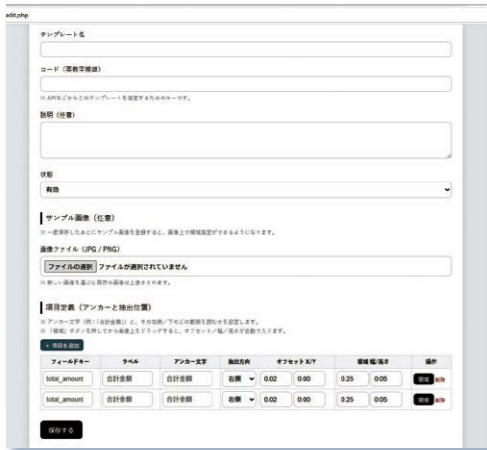 edit.php
テンプレート名
コード（英数字推奨）
※ APIなどからこのテンプレートを指定するためのキーです。
説明（任意）
状態
有効
サンプル画像（任意）
※ 一度保存したあとにサンプル画像を登録すると、画像上で領域指定ができるようになります。
画像ファイル（JPG / PNG）
ファイルの選択 ファイルが選択されていません
※ 新しい画像を選ぶと既存の画像は上書きされます。
項目定義（アンカーと抽出位置）
※ アンカー文字（例：「合計金額」）と、その右側／下のどの範囲を読むかを設定します。
※ 「領域」ボタンを押してから画像上をドラッグすると、オフセット／幅／高さが自動で入ります。
+ 項目を追加
フィールドキー ラベル アンカー文字 抽出方向 オフセット X/Y 領域 幅/高さ 操作
total_amount 合計金額 合計金額 右側 0.02 0.00 0.25 0.05 領域 削除
total_amount 合計金額 合計金額 右側 0.02 0.00 0.25 0.05 領域 削除
保存する